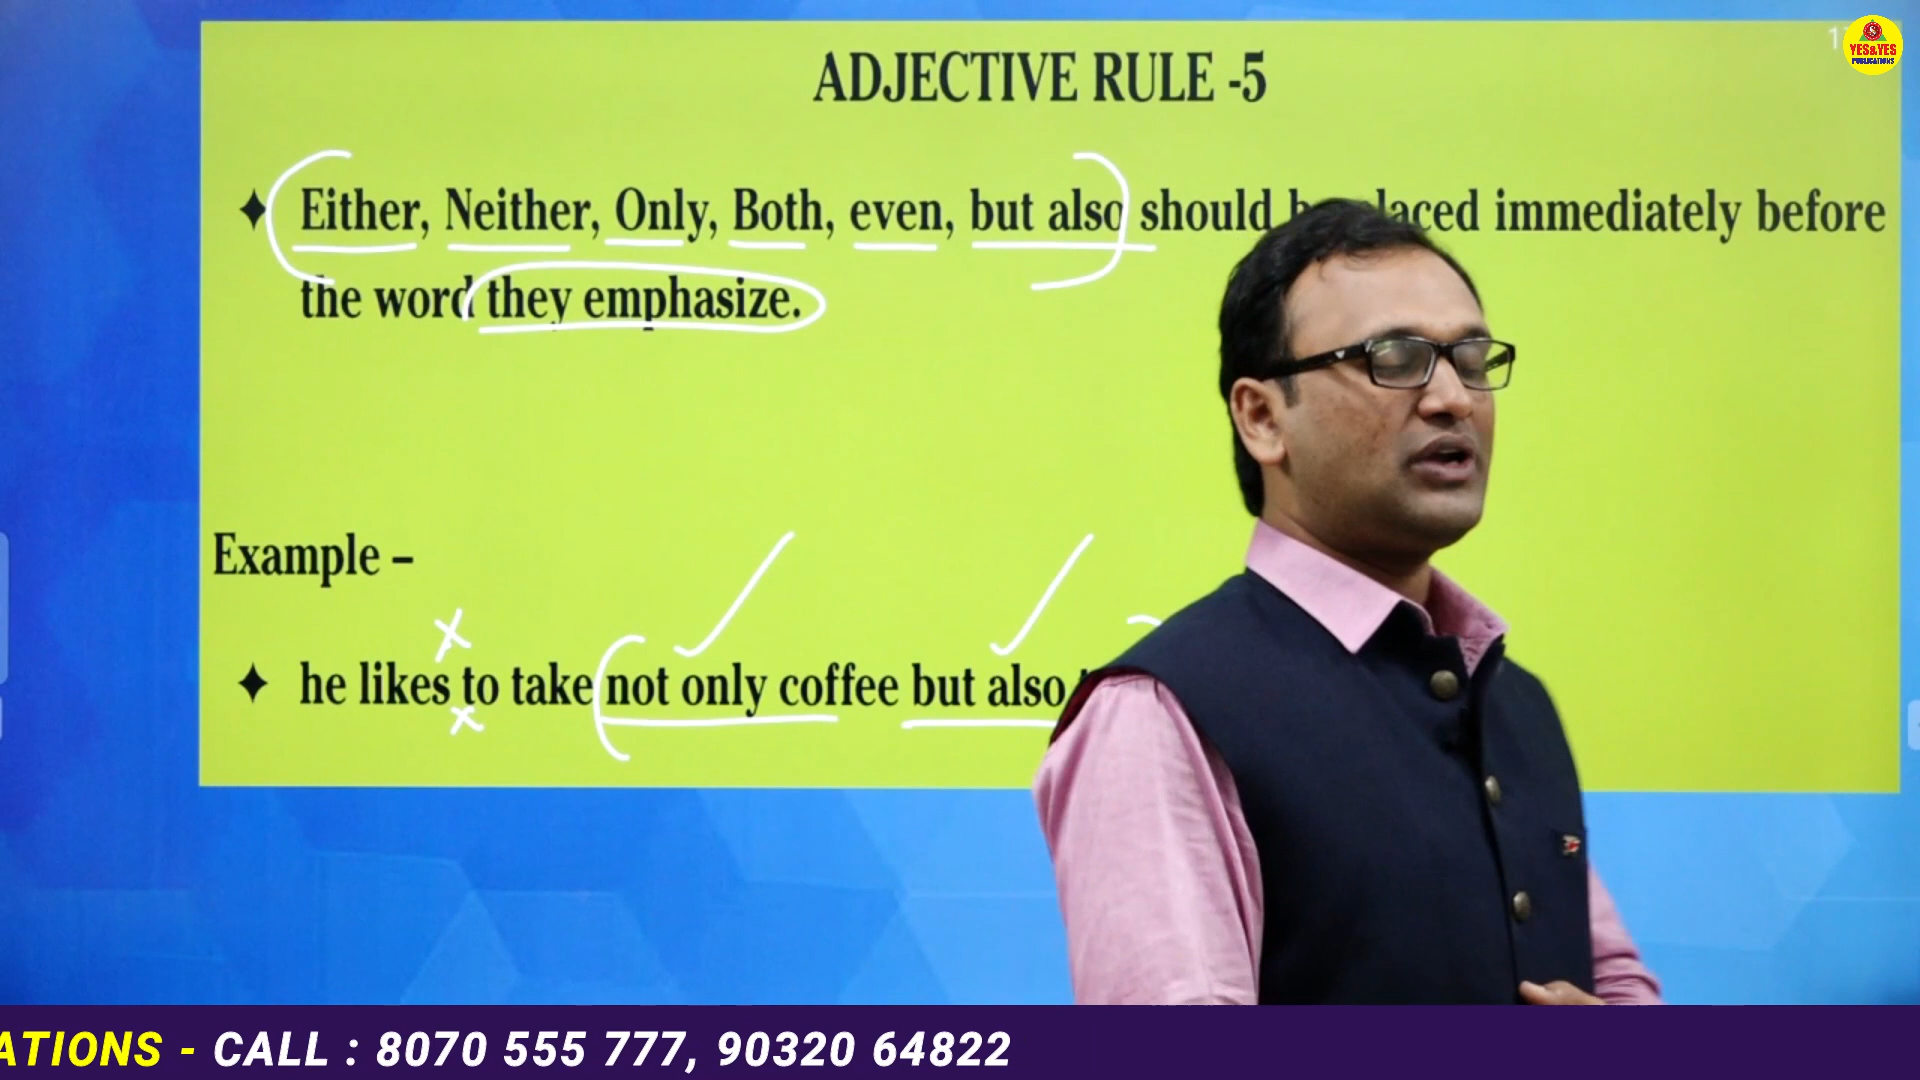 ADJECTIVE RULE -5
YES&YES
PUBLICATIONS
✦ Either, Neither, Only, Both, even, but also should immediately before
the word they emphasize.
Example –
✦ he likes to take not only coffee but also
ATIONS - CALL : 8070 555 777, 90320 64822